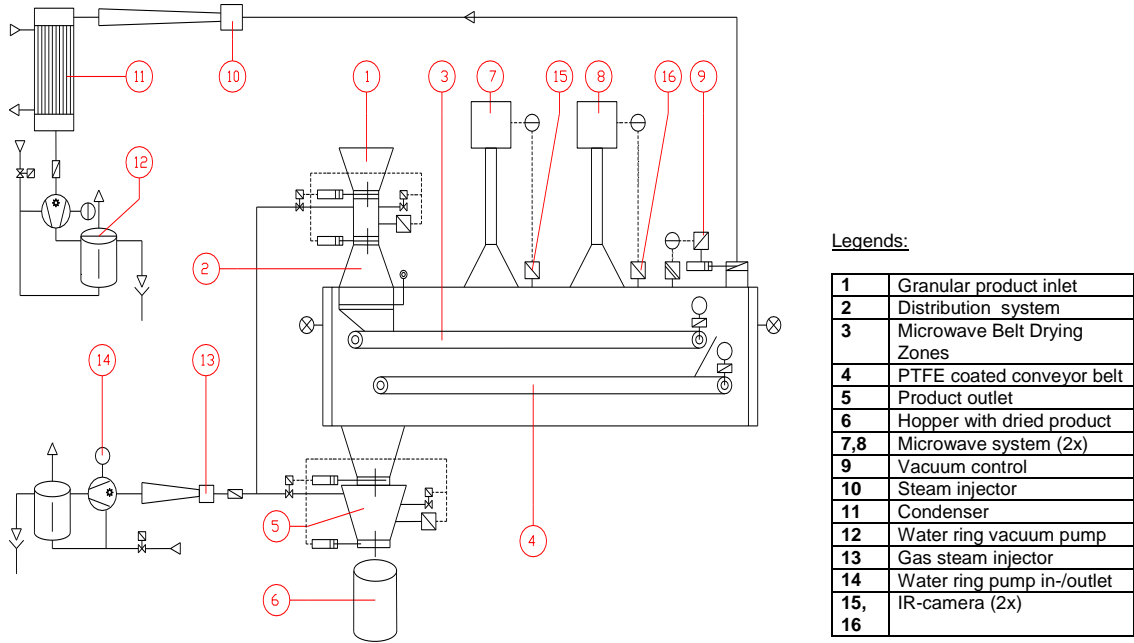 11
10
1
3
7
15
8
16
9
12
2
14
13
5
4
6
Legends:
1 Granular product inlet
2 Distribution system
3 Microwave Belt Drying
Zones
4 PTFE coated conveyor belt
5 Product outlet
6 Hopper with dried product
7,8 Microwave system (2x)
9 Vacuum control
10 Steam injector
11 Condenser
12 Water ring vacuum pump
13 Gas steam injector
14 Water ring pump in-/outlet
15, IR-camera (2x)
16